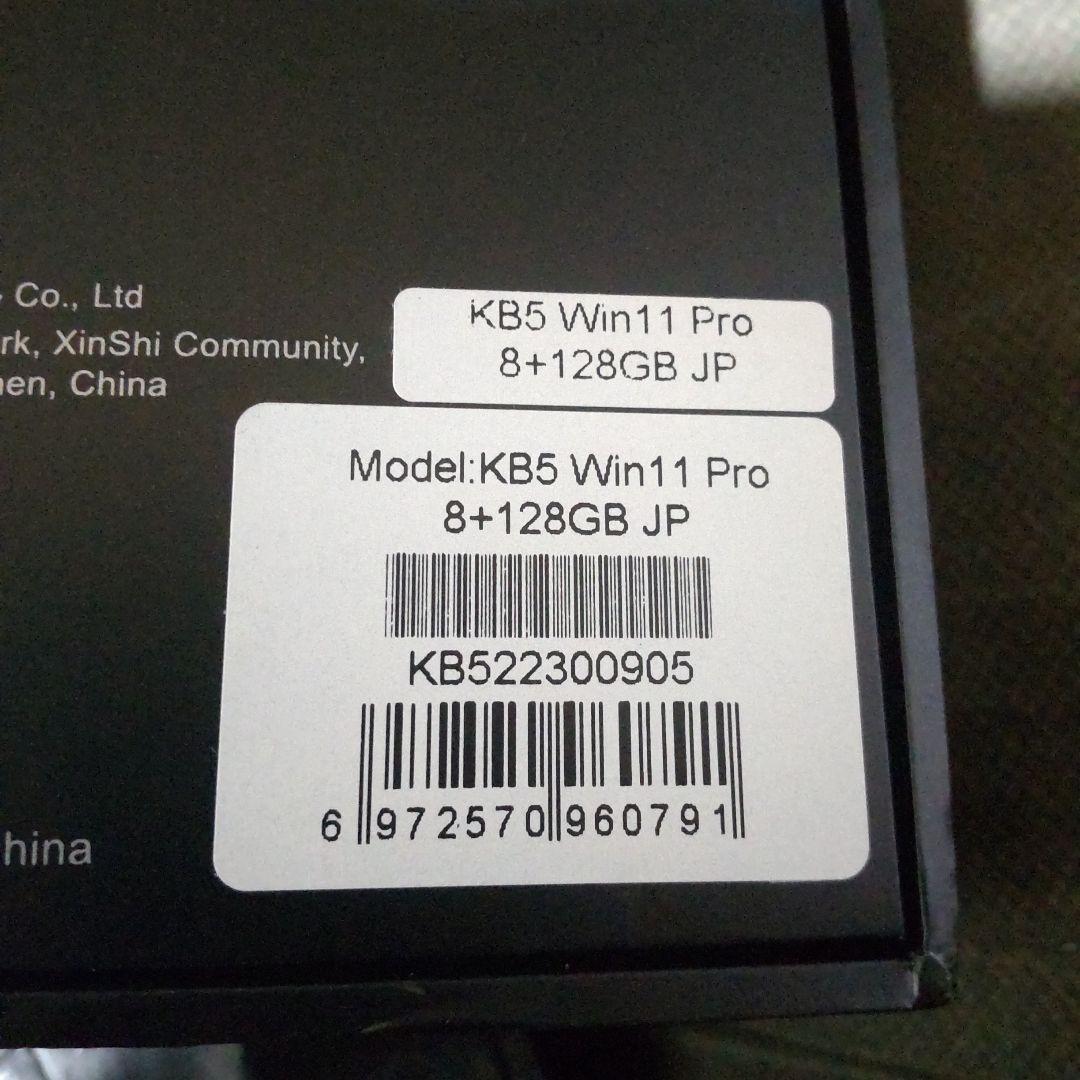 Co., Ltd
rk, XinShi Community,
en, China
KB5 Win11 Pro
8+128GB JP
Model:KB5 Win11 Pro
8+128GB JP
KB522300905
6 972570 960791
hina